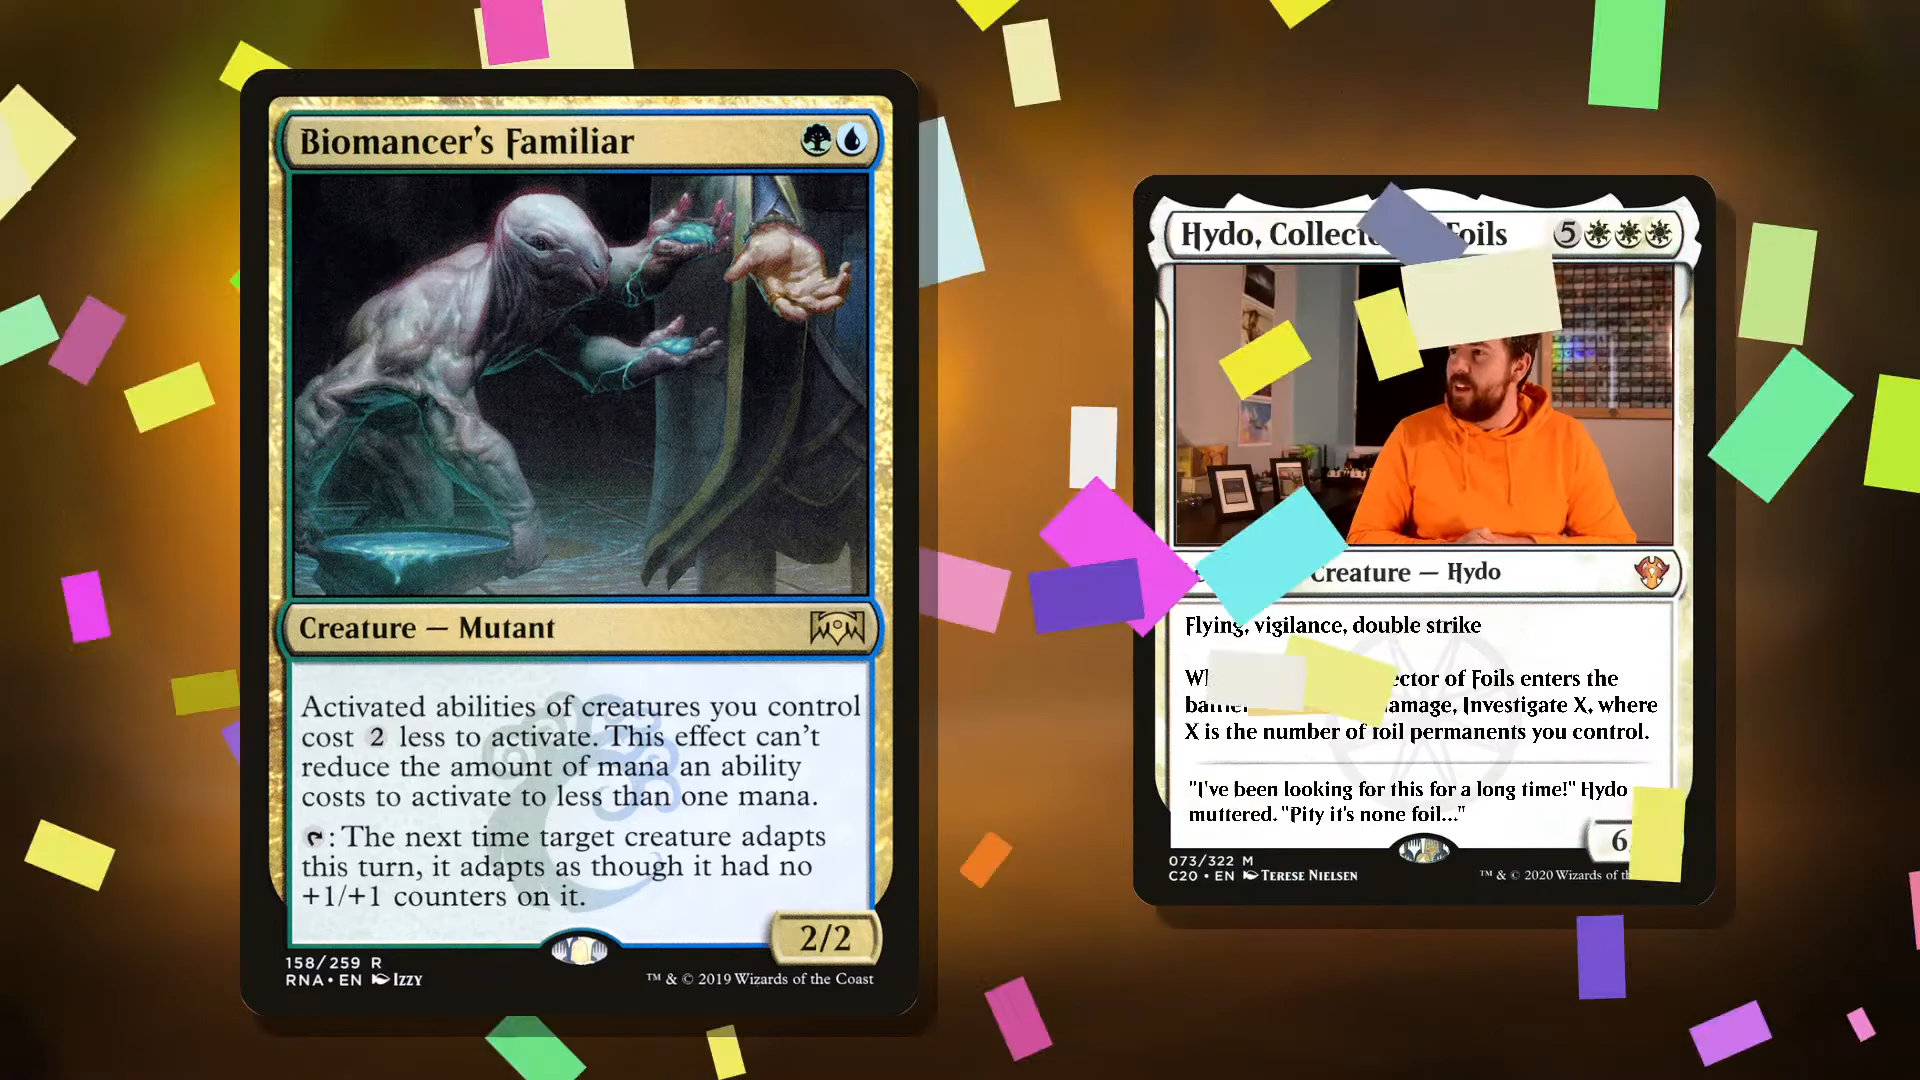 Biomancer's Familiar
Creature — Mutant
Activated abilities of creatures you control
cost 2 less to activate. This effect can't
reduce the amount of mana an ability
costs to activate to less than one mana.
: The next time target creature adapts
this turn, it adapts as though it had no
+1/+1 counters on it.
2/2
158/259 R
RNA • EN Izzy
™ & © 2019 Wizards of the Coast
Hydo, Foils 5
Creature — Hydo
Flying, vigilance, double strike
of Foils enters the
Investigate X, where
X is the number of foil permanents you control.
"I've been looking for this for a long time!" Hydo
muttered. "Pity it's none foil..."
6
073/322 M
C20 • EN Terese Nielsen
™ & © 2020 Wizards of